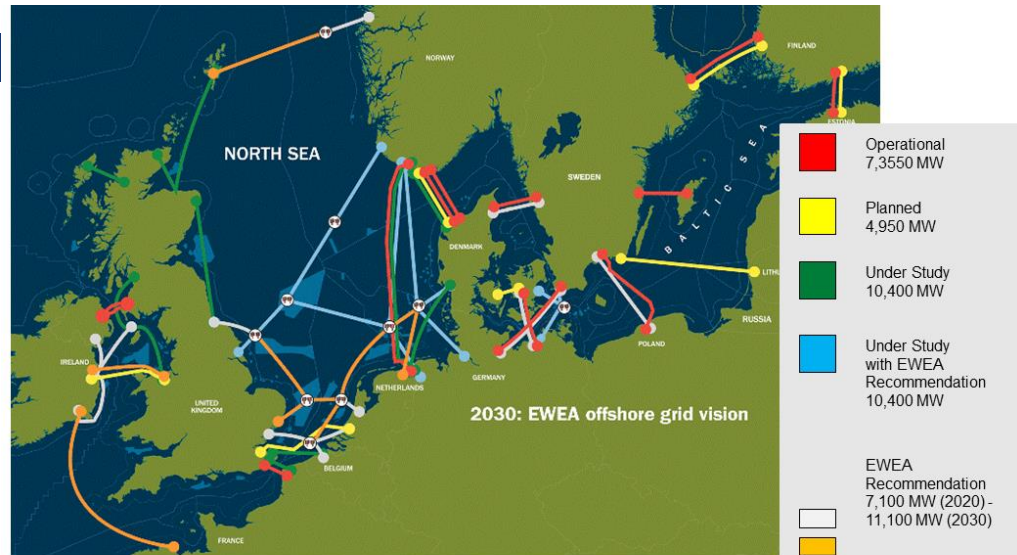 NORWAY
FINLAND
ESTONIA
NORTH SEA
SWEDEN
BALTIC SEA
DENMARK
LITHU
RUSSIA
IRELAND
POLAND
UNITED
KINGDOM
NETHERLANDS
GERMANY
2030: EWEA offshore grid vision
BELGIUM
FRANCE
Operational
7,3550 MW
Planned
4,950 MW
Under Study
10,400 MW
Under Study
with EWEA
Recommendation
10,400 MW
EWEA
Recommendation
7,100 MW (2020) -
11,100 MW (2030)